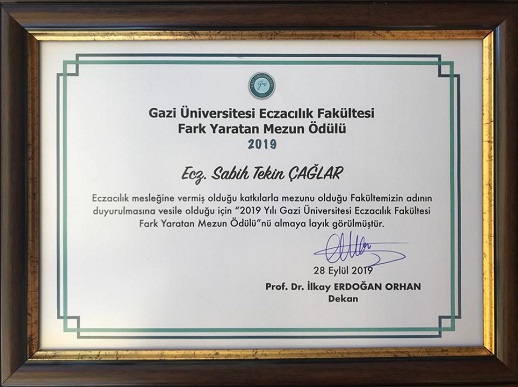 Gazi Üniversitesi Eczacılık Fakültesi
Fark Yaratan Mezun Ödülü
2019
Ecz. Sabih Tekin ÇAĞLAR
Eczacılık mesleğine vermiş olduğu katkılarla mezunu olduğu Fakültemizin adının
duyurulmasına vesile olduğu için "2019 Yılı Gazi Üniversitesi Eczacılık Fakültesi
Fark Yaratan Mezun Ödülü"nü almaya layık görülmüştür.
28 Eylül 2019
Prof. Dr. İlkay ERDOĞAN ORHAN
Dekan